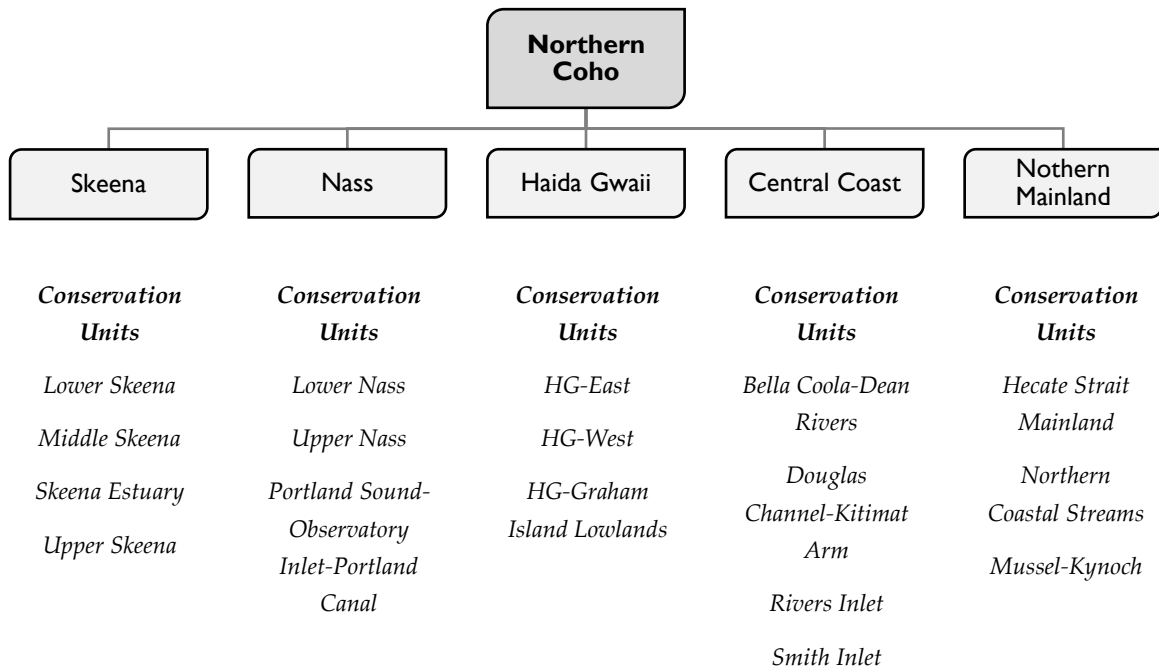 Northern
Coho
Skeena
Nass
Haida Gwaii
Central Coast
Nothern
Mainland
Conservation
Units
Lower Skeena
Middle Skeena
Skeena Estuary
Upper Skeena
Conservation
Units
Lower Nass
Upper Nass
Portland Sound-
Observatory
Inlet-Portland
Canal
Conservation
Units
HG-East
HG-West
HG-Graham
Island Lowlands
Conservation
Units
Bella Coola-Dean
Rivers
Douglas
Channel-Kitimat
Arm
Rivers Inlet
Smith Inlet
Conservation
Units
Hecate Strait
Mainland
Northern
Coastal Streams
Mussel-Kynoch